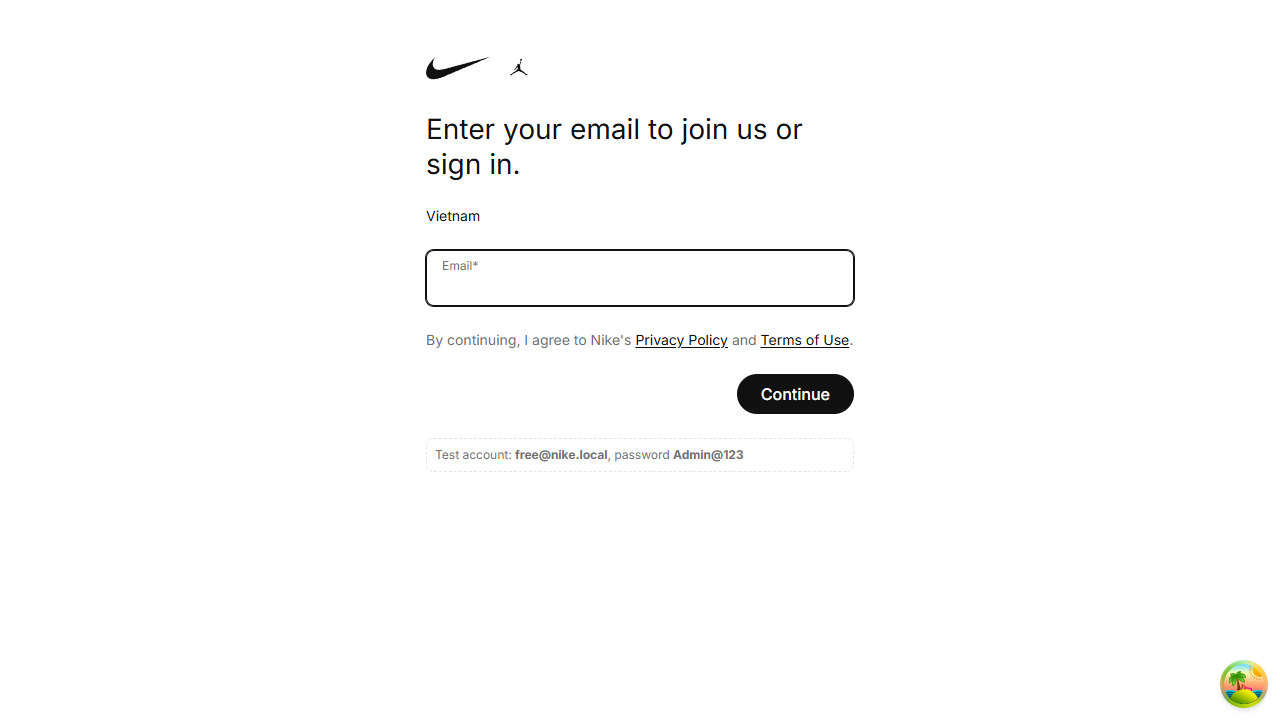 Enter your email to join us or
sign in.
Vietnam
Email*
By continuing, I agree to Nike's Privacy Policy and Terms of Use.
Continue
Test account: free@nike.local, password Admin@123